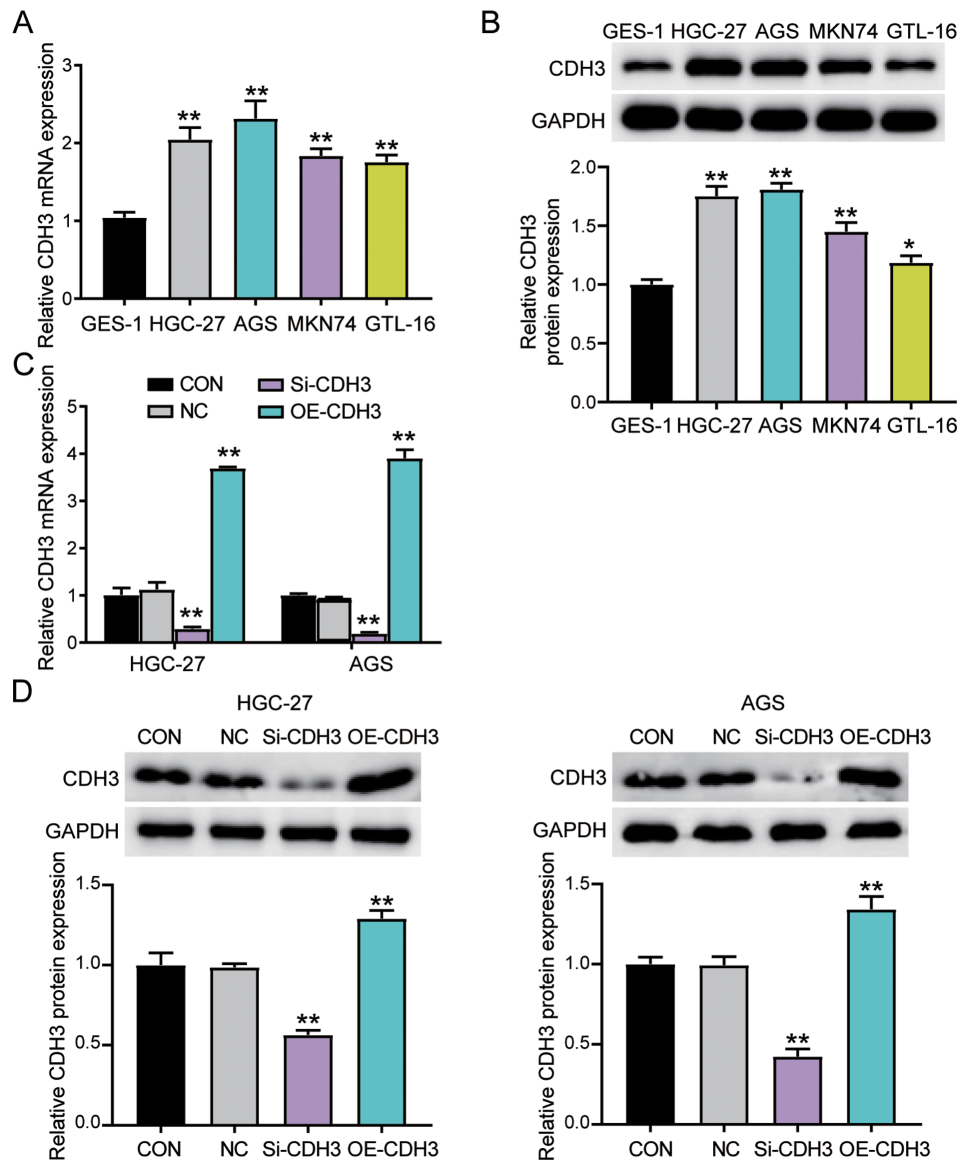 A
Relative CDH3 mRNA expression
3
2
1
0
** ** ** **
GES-1 HGC-27 AGS MKN74 GTL-16
B
GES-1 HGC-27 AGS MKN74 GTL-16
CDH3
GAPDH
Relative CDH3
protein expression
2.0
1.5
1.0
0.5
0.0
** ** ** *
GES-1 HGC-27 AGS MKN74 GTL-16
C
CON
NC
Si-CDH3
OE-CDH3
Relative CDH3 mRNA expression
5
4
3
2
1
0
** ** ** **
HGC-27 AGS
D
HGC-27
CON NC Si-CDH3 OE-CDH3
CDH3
GAPDH
Relative CDH3 protein expression
1.5
1.0
0.5
0.0
** **
CON NC Si-CDH3 OE-CDH3
AGS
CON NC Si-CDH3 OE-CDH3
CDH3
GAPDH
Relative CDH3 protein expression
1.5
1.0
0.5
0.0
** **
CON NC Si-CDH3 OE-CDH3